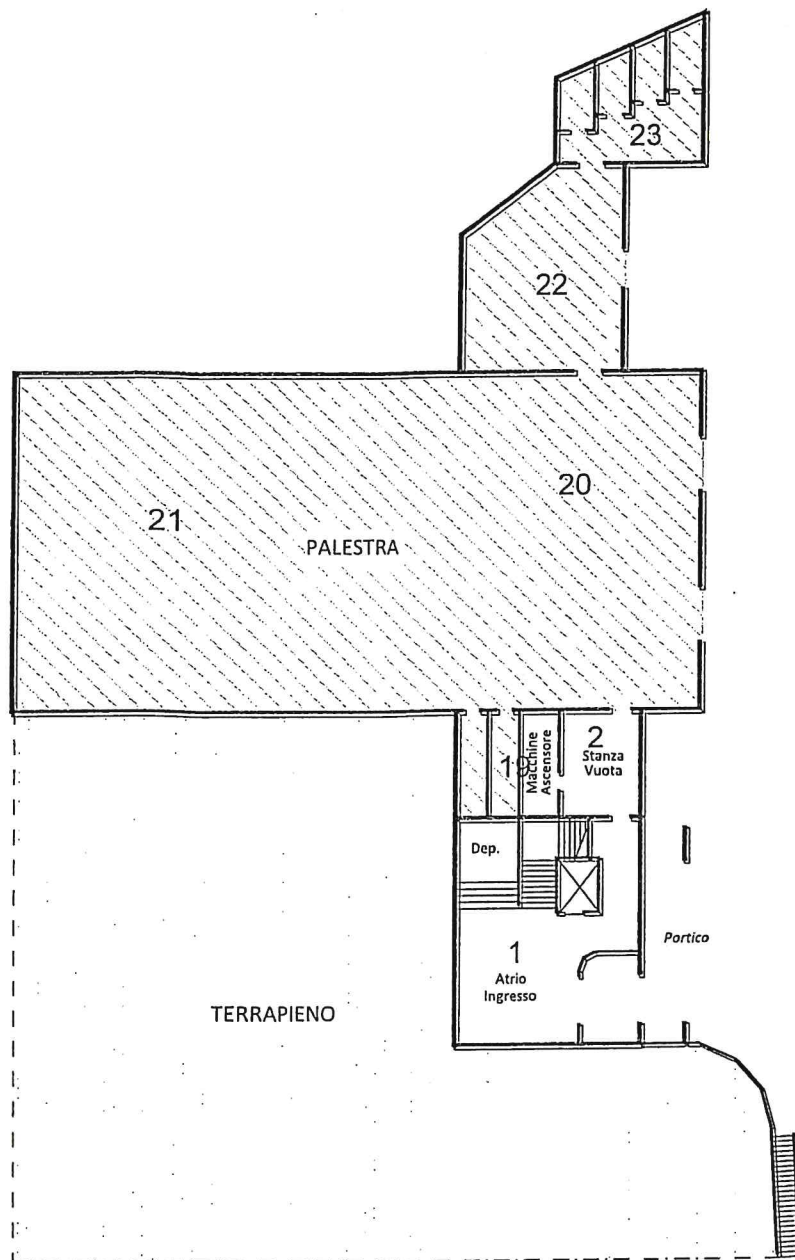 23
22
20
21
PALESTRA
19
Macchine
Ascensore
2
Stanza
Vuota
Dep.
Portico
1
Atrio
Ingresso
TERRAPIENO